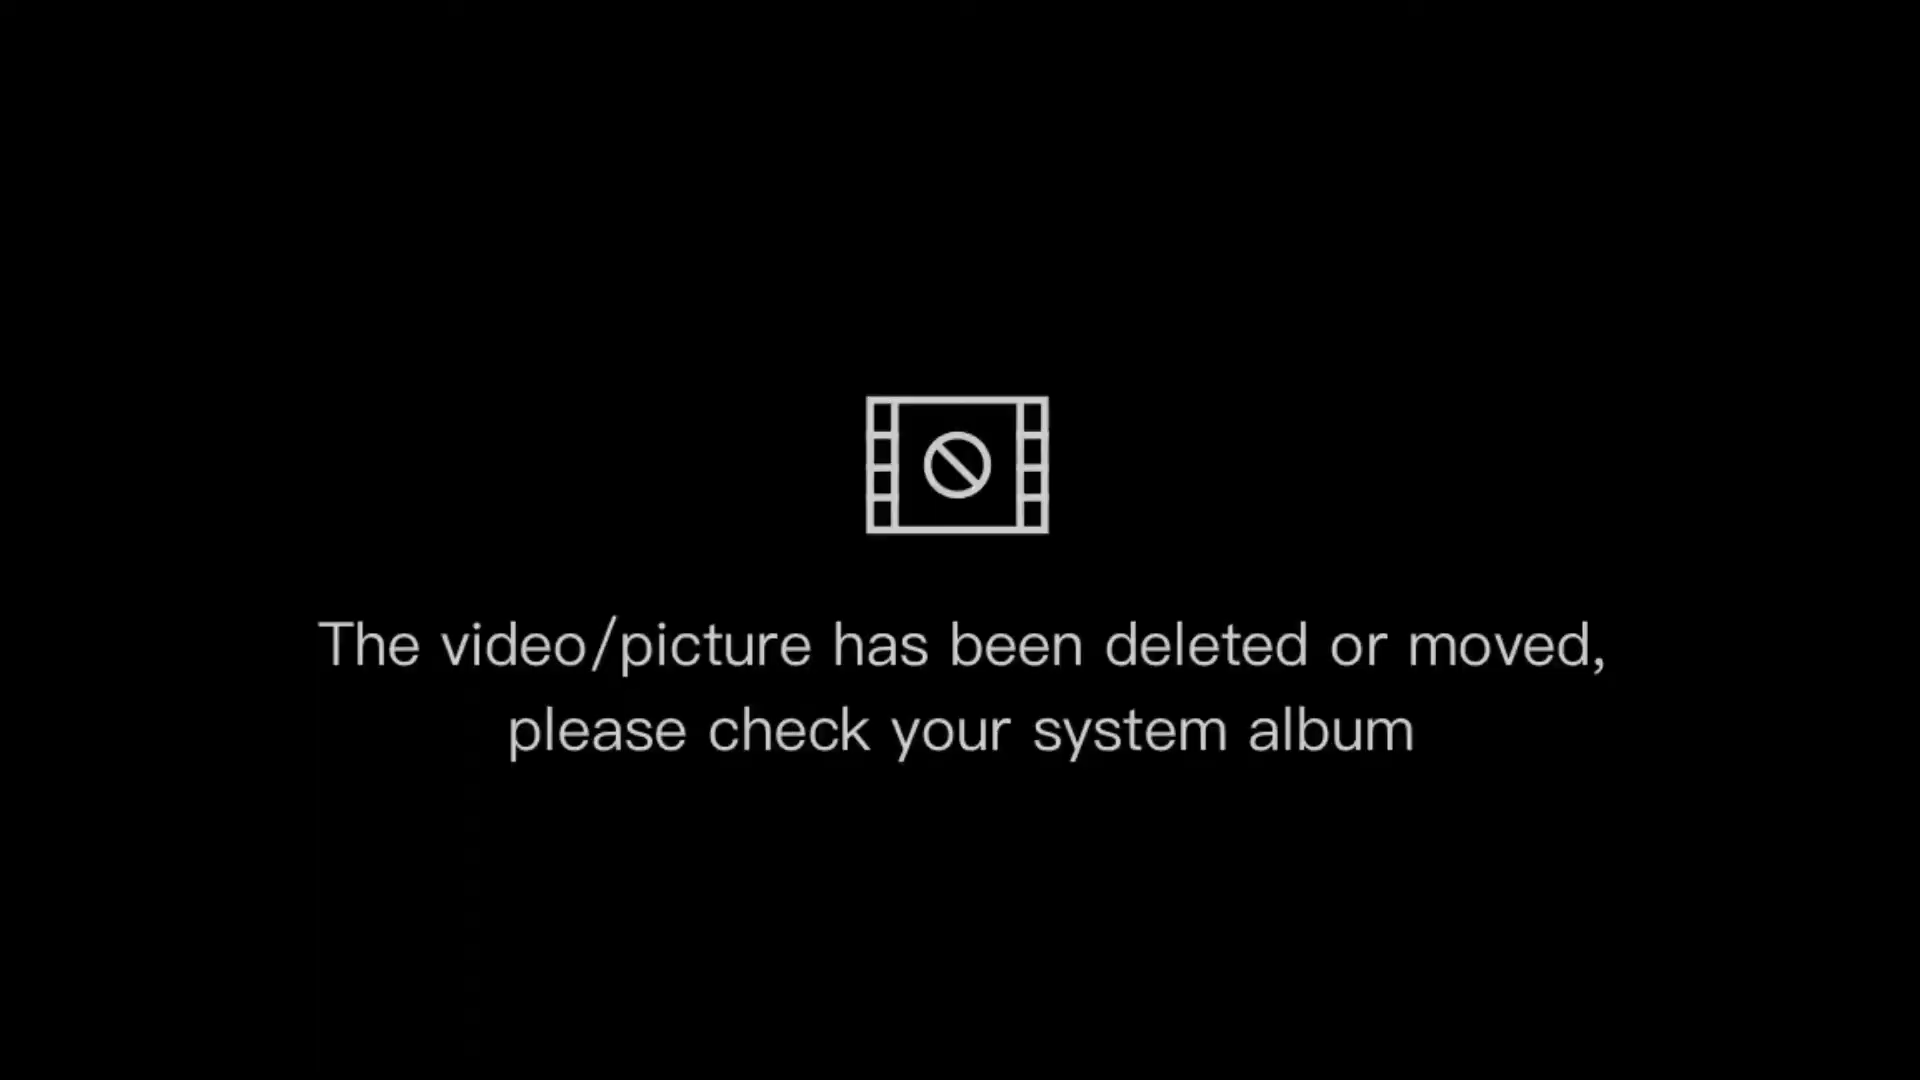 The video/picture has been deleted or moved,
please check your system album